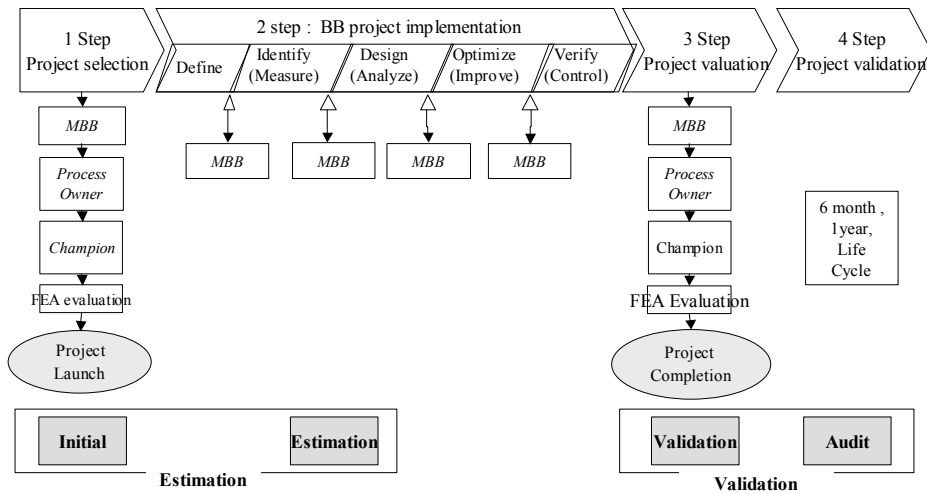 1 Step
Project selection
2 step : BB project implementation
Define
Identify
(Measure)
Design
(Analyze)
Optimize
(Improve)
Verify
(Control)
3 Step
Project valuation
4 Step
Project validation
MBB
Process
Owner
Champion
FEA evaluation
Project
Launch
MBB
MBB
MBB
MBB
MBB
Process
Owner
Champion
FEA Evaluation
Project
Completion
6 month ,
1year,
Life
Cycle
Initial
Estimation
Estimation
Validation
Audit
Validation